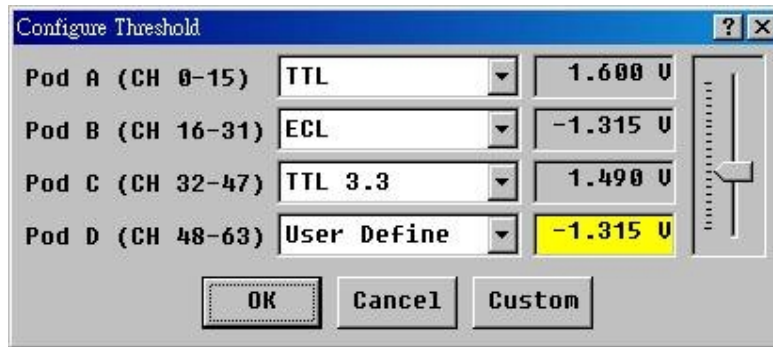 Configure Threshold
Pod A (CH 0-15) TTL 1.600 V
Pod B (CH 16-31) ECL -1.315 V
Pod C (CH 32-47) TTL 3.3 1.490 V
Pod D (CH 48-63) User Define -1.315 V
OK Cancel Custom